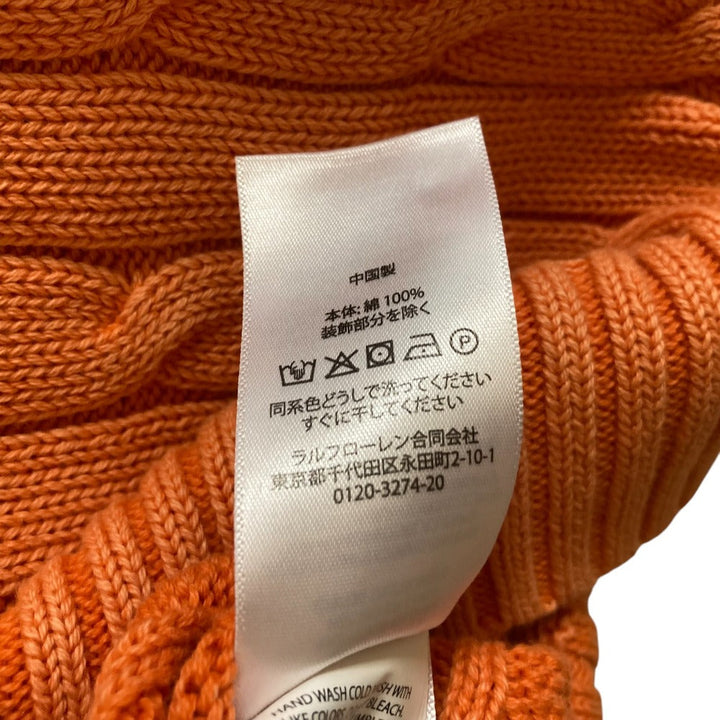 中国製
本体: 綿 100%
装飾部分を除く
P
同系色どうしで洗ってください
すぐに干してください
ラルフローレン合同会社
東京都千代田区永田町2-10-1
0120-3274-20
HAND WASH COLD WITH
LIKE COLORS BLEACH.